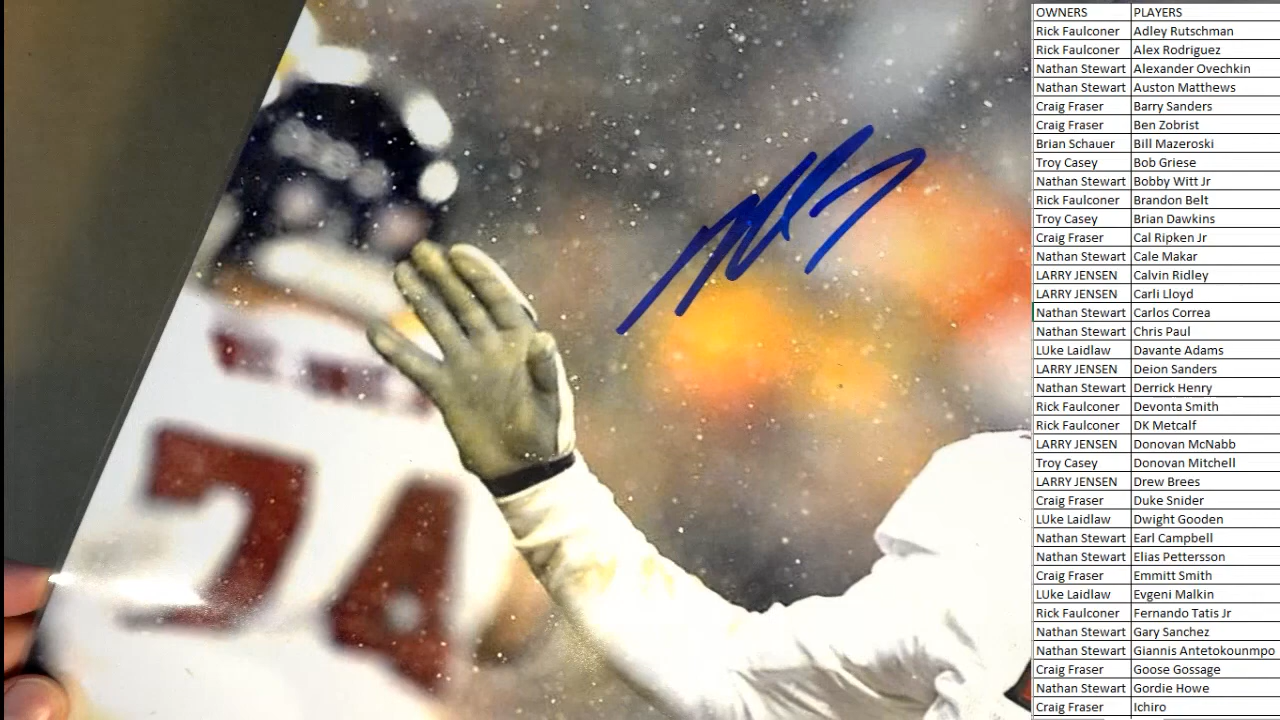 OWNERS PLAYERS
Rick Faulconer Adley Rutschman
Rick Faulconer Alex Rodriguez
Nathan Stewart Alexander Ovechkin
Nathan Stewart Auston Matthews
Craig Fraser Barry Sanders
Craig Fraser Ben Zobrist
Brian Schauer Bill Mazeroski
Troy Casey Bob Griese
Nathan Stewart Bobby Witt Jr
Rick Faulconer Brandon Belt
Troy Casey Brian Dawkins
Craig Fraser Cal Ripken Jr
Nathan Stewart Cale Makar
LARRY JENSEN Calvin Ridley
LARRY JENSEN Carli Lloyd
Nathan Stewart Carlos Correa
Nathan Stewart Chris Paul
LUke Laidlaw Davante Adams
LARRY JENSEN Deion Sanders
Nathan Stewart Derrick Henry
Rick Faulconer Devonta Smith
Rick Faulconer DK Metcalf
LARRY JENSEN Donovan McNabb
Troy Casey Donovan Mitchell
LARRY JENSEN Drew Brees
Craig Fraser Duke Snider
LUke Laidlaw Dwight Gooden
Nathan Stewart Earl Campbell
Nathan Stewart Elias Pettersson
Craig Fraser Emmitt Smith
LUke Laidlaw Evgeni Malkin
Rick Faulconer Fernando Tatis Jr
Nathan Stewart Gary Sanchez
Nathan Stewart Giannis Antetokounmpo
Craig Fraser Goose Gossage
Nathan Stewart Gordie Howe
Craig Fraser Ichiro
74